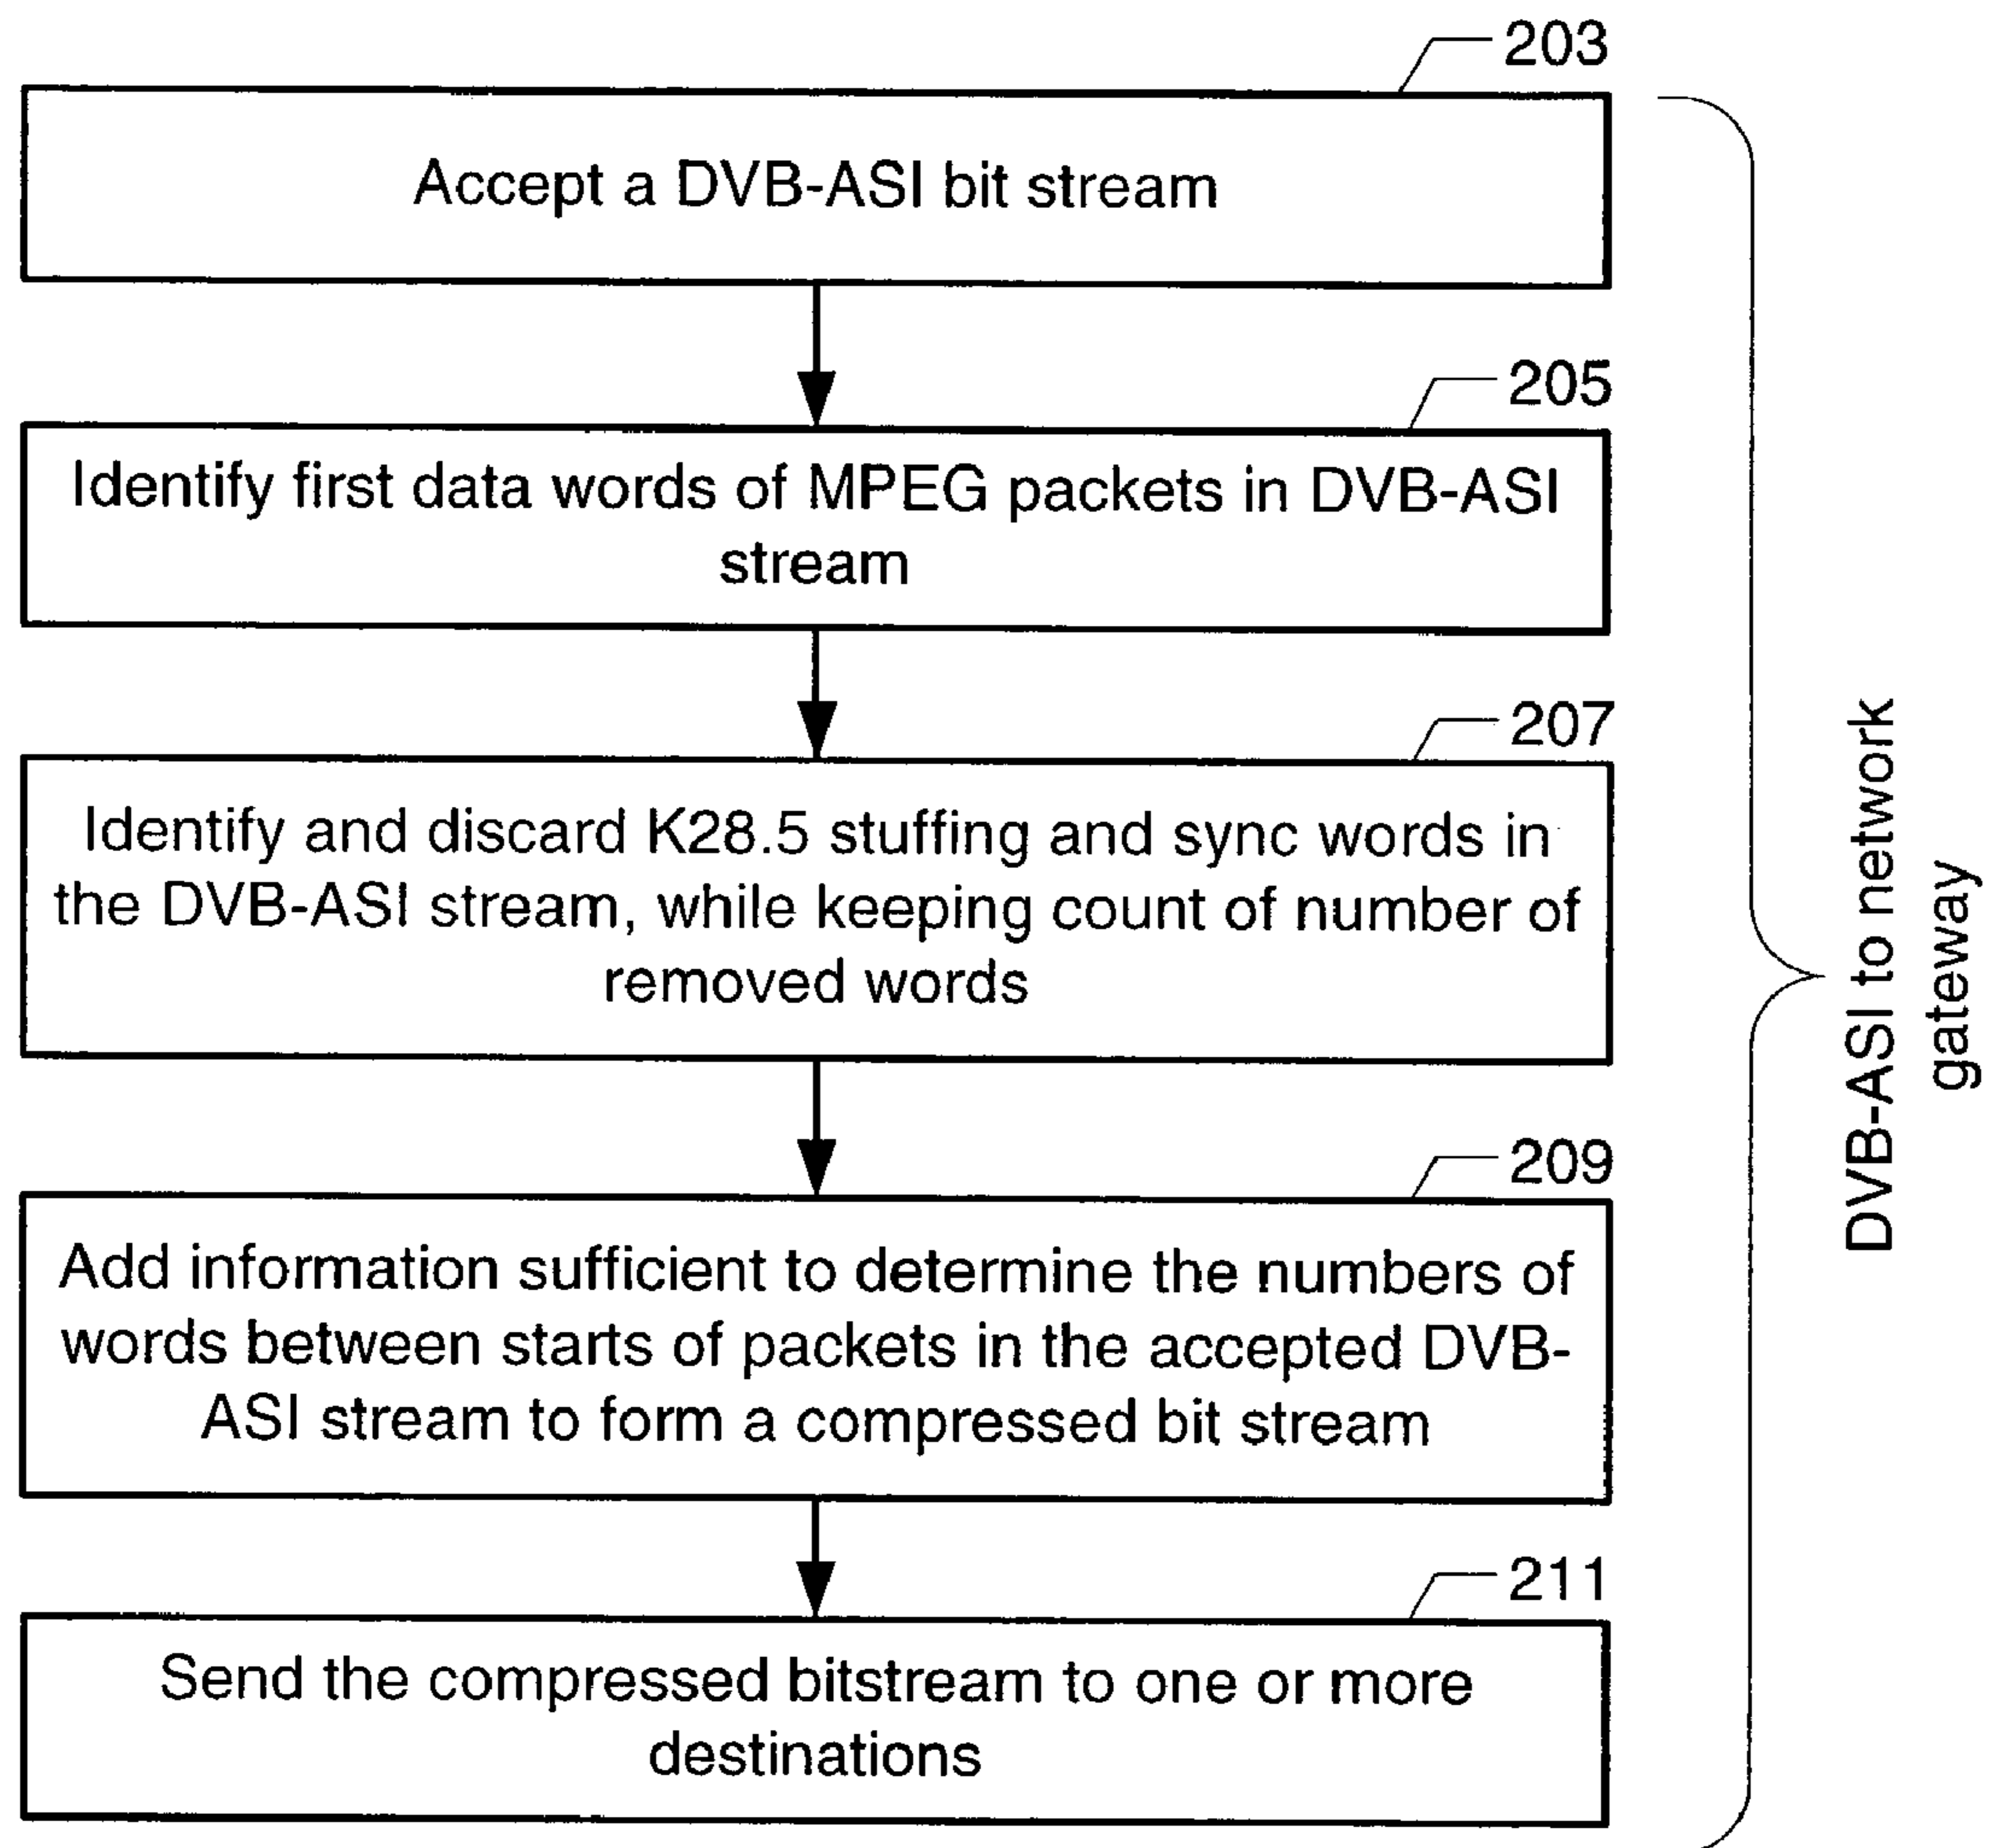 203
Accept a DVB-ASI bit stream
205
Identify first data words of MPEG packets in DVB-ASI
stream
207
Identify and discard K28.5 stuffing and sync words in
the DVB-ASI stream, while keeping count of number of
removed words
209
Add information sufficient to determine the numbers of
words between starts of packets in the accepted DVB-
ASI stream to form a compressed bit stream
211
Send the compressed bitstream to one or more
destinations
DVB-ASI to network
gateway